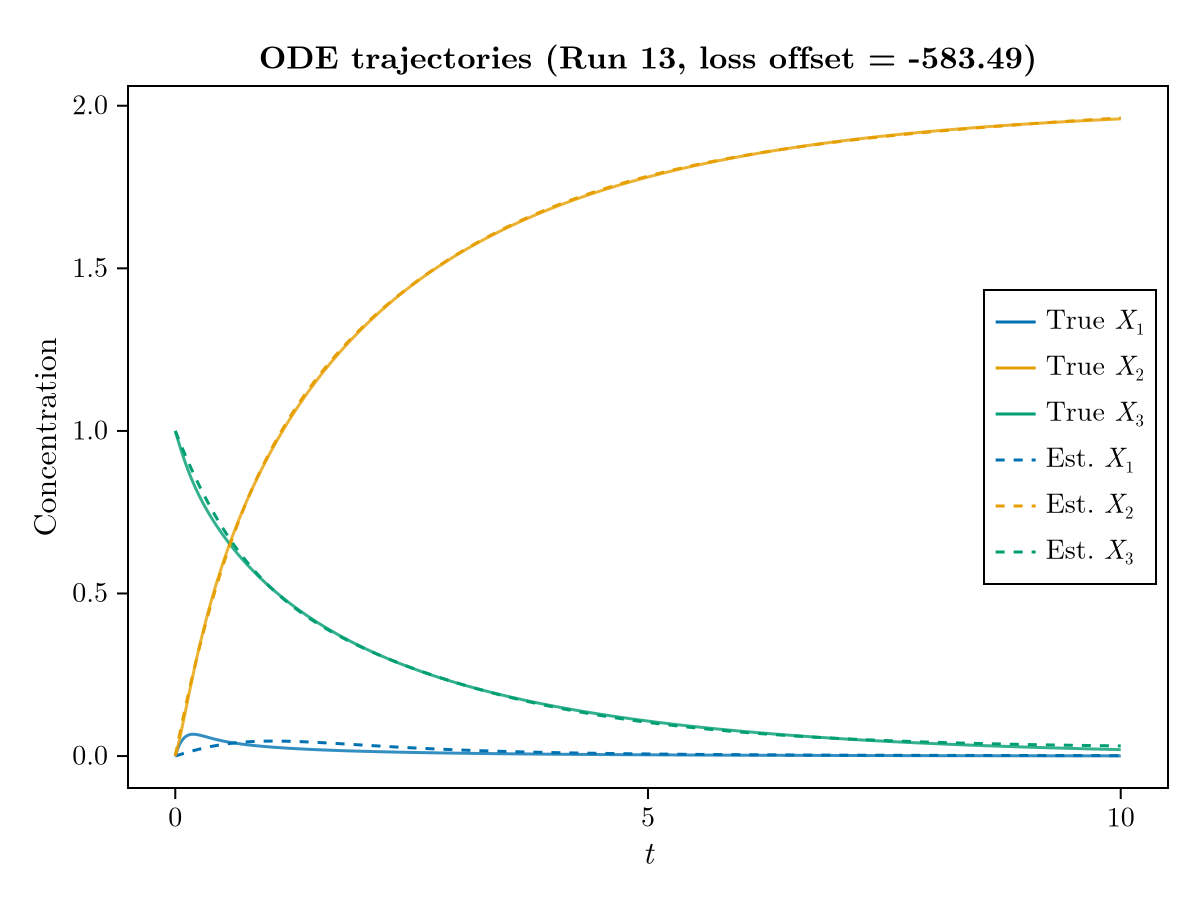 ODE trajectories (Run 13, loss offset = -583.49)
Concentration
2.0
1.5
1.0
0.5
0.0
0
5
10
t
True X₁
True X₂
True X₃
Est. X₁
Est. X₂
Est. X₃